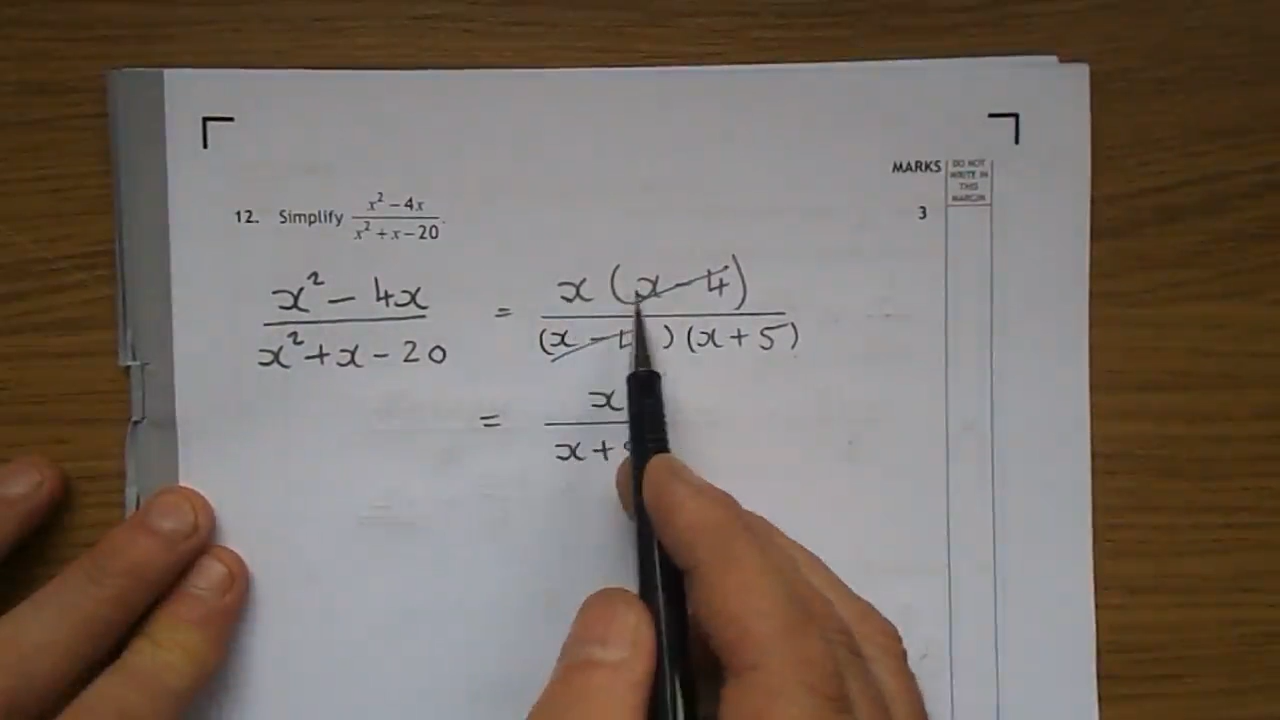 MARKS
DO NOT
WRITE IN
THIS
MARGIN
12. Simplify x² − 4x / x² + x − 20.
3
x² − 4x / x² + x − 20 = x (x − 4) / (x − 4) (x + 5)
= x / x +